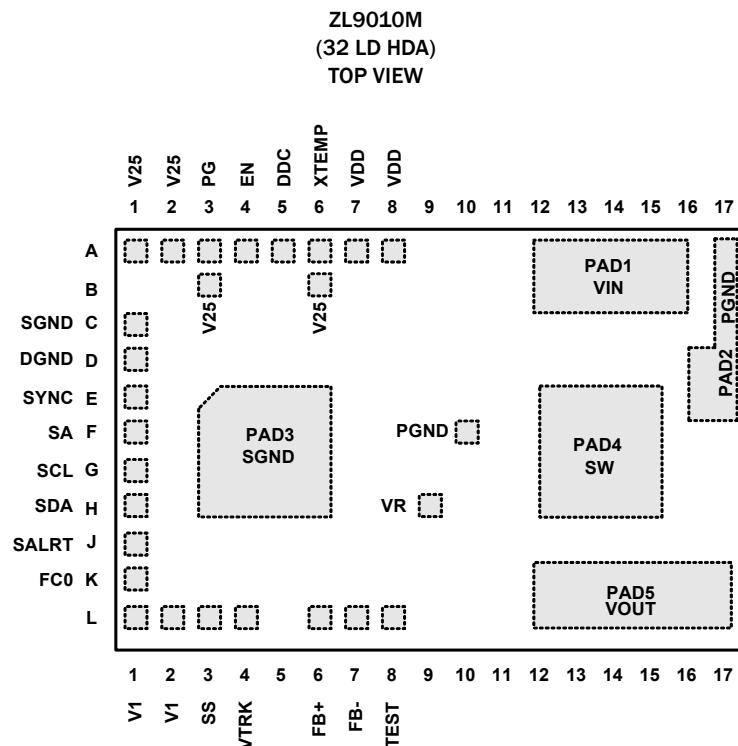 ZL9010M
(32 LD HDA)
TOP VIEW
V25 V25 PG EN DDC XTEMP VDD VDD
1 2 3 4 5 6 7 8 9 10 11 12 13 14 15 16 17
A
B
V25 V25
PAD1
VIN
PGND
PAD2
SGND C
DGND D
SYNC E
SA F
SCL G
SDA H
SALRT J
FC0 K
L
PAD3
SGND
PGND
VR
PAD4
SW
PAD5
VOUT
1 2 3 4 5 6 7 8 9 10 11 12 13 14 15 16 17
V1 V1 SS VTRK FB+ FB- TEST